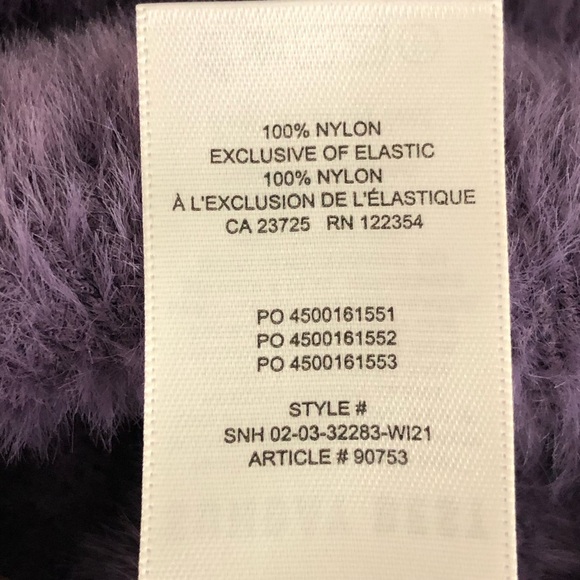 100% NYLON
EXCLUSIVE OF ELASTIC
100% NYLON
À L'EXCLUSION DE L'ÉLASTIQUE
CA 23725 RN 122354
PO 4500161551
PO 4500161552
PO 4500161553
STYLE #
SNH 02-03-32283-WI21
ARTICLE # 90753